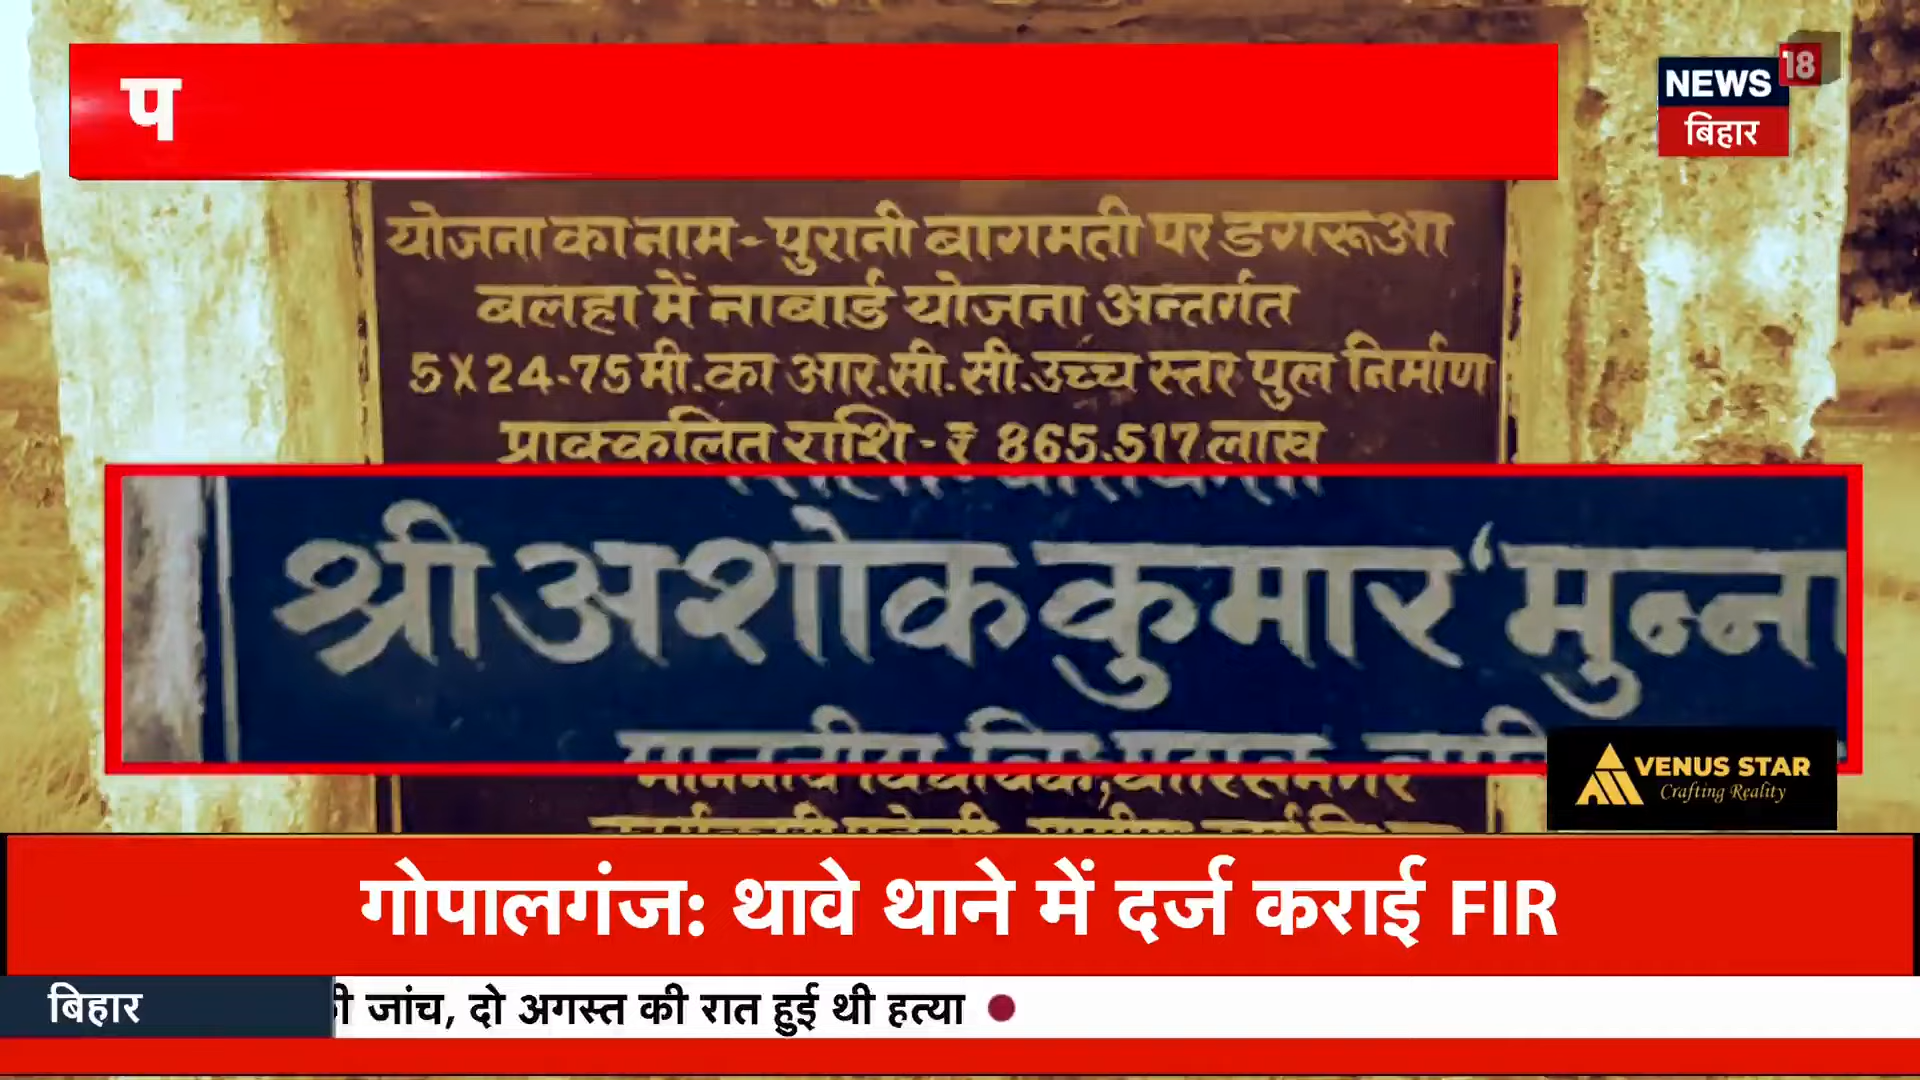 प
NEWS 18
बिहार
योजना का नाम - पुरानी बागमती पर डगरूआ
बलहा में नाबार्ड योजना अन्तर्गत
5X24-75 मी.का आर.सी.सी.उच्च स्तर पुल निर्माण
प्राक्कलित राशि - ₹ 865.517 लाख
श्री अशोक कुमार 'मुन्ना
VENUS STAR
Crafting Reality
गोपालगंज: थावे थाने में दर्ज कराई FIR
बिहार
जांच, दो अगस्त की रात हुई थी हत्या